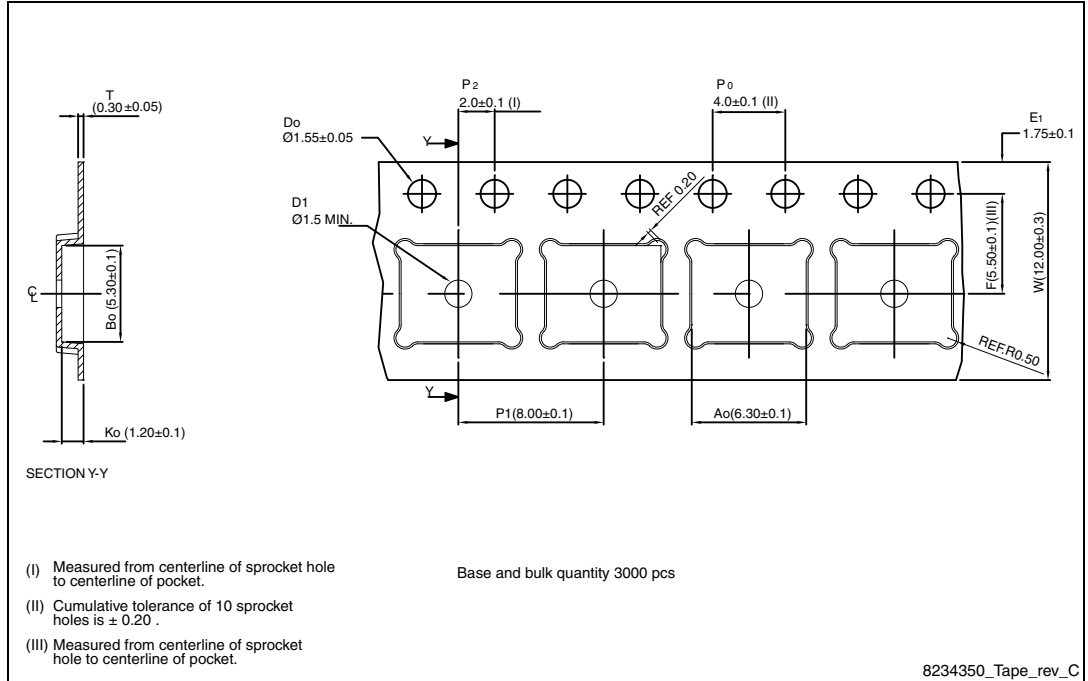 T
(0.30 ±0.05)
P2
2.0±0.1 (I)
P0
4.0±0.1 (II)
Do
Ø1.55±0.05
E1
1.75±0.1
Y
D1
Ø1.5 MIN.
REF 0.20
F(5.50±0.1)(III)
W(12.00±0.3)
CL
Bo (5.30±0.1)
REF.R0.50
Y
P1(8.00±0.1)
Ao(6.30±0.1)
Ko (1.20±0.1)
SECTION Y-Y
(I) Measured from centerline of sprocket hole
to centerline of pocket.
Base and bulk quantity 3000 pcs
(II) Cumulative tolerance of 10 sprocket
holes is ± 0.20 .
(III) Measured from centerline of sprocket
hole to centerline of pocket.
8234350_Tape_rev_C